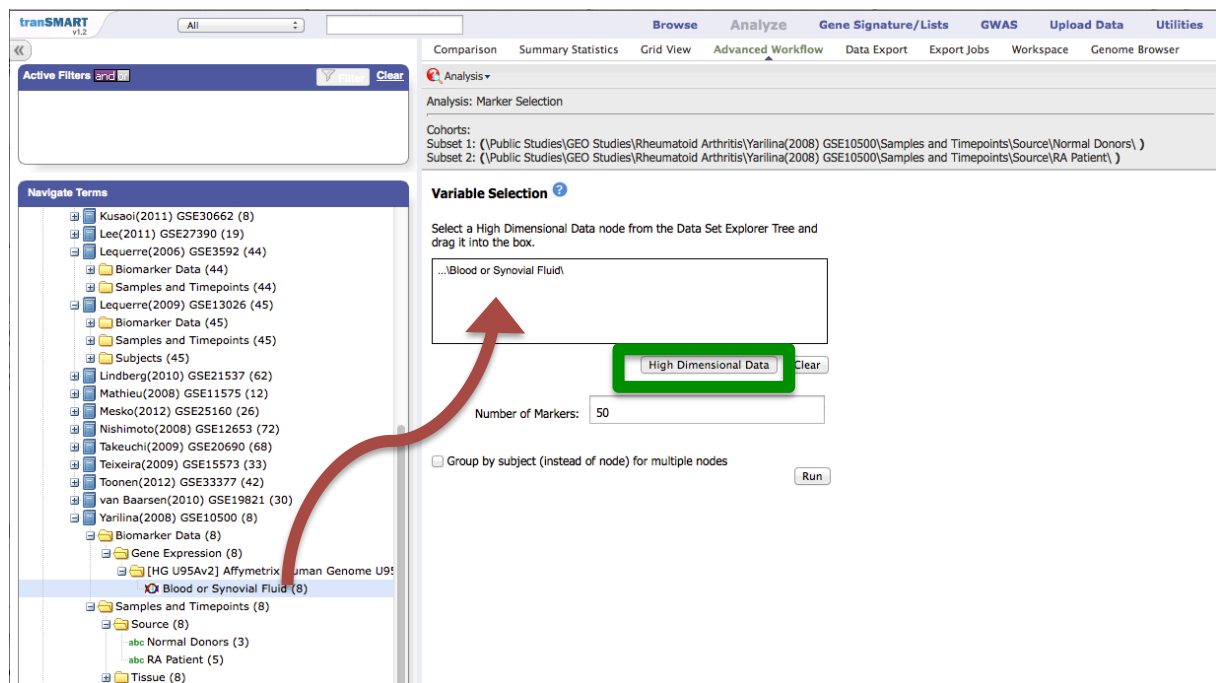 tranSMART
v1.2
All
Browse Analyze Gene Signature/Lists GWAS Upload Data Utilities
Comparison Summary Statistics Grid View Advanced Workflow Data Export Export Jobs Workspace Genome Browser
Active Filters and or Filter Clear
Analysis
Analysis: Marker Selection
Cohorts:
Subset 1: (\Public Studies\GEO Studies\Rheumatoid Arthritis\Yarilina(2008) GSE10500\Samples and Timepoints\Source\Normal Donors\ )
Subset 2: (\Public Studies\GEO Studies\Rheumatoid Arthritis\Yarilina(2008) GSE10500\Samples and Timepoints\Source\RA Patient\ )
Navigate Terms
Kusaoi(2011) GSE30662 (8)
Lee(2011) GSE27390 (19)
Lequerre(2006) GSE3592 (44)
Biomarker Data (44)
Samples and Timepoints (44)
Lequerre(2009) GSE13026 (45)
Biomarker Data (45)
Samples and Timepoints (45)
Subjects (45)
Lindberg(2010) GSE21537 (62)
Mathieu(2008) GSE11575 (12)
Mesko(2012) GSE25160 (26)
Nishimoto(2008) GSE12653 (72)
Takeuchi(2009) GSE20690 (68)
Teixeira(2009) GSE15573 (33)
Toonen(2012) GSE33377 (42)
van Baarsen(2010) GSE19821 (30)
Yarilina(2008) GSE10500 (8)
Biomarker Data (8)
Gene Expression (8)
[HG U95Av2] Affymetrix Human Genome U95
Blood or Synovial Fluid (8)
Samples and Timepoints (8)
Source (8)
abc Normal Donors (3)
abc RA Patient (5)
Tissue (8)
Variable Selection ?
Select a High Dimensional Data node from the Data Set Explorer Tree and
drag it into the box.
...\Blood or Synovial Fluid\
High Dimensional Data Clear
Number of Markers: 50
Group by subject (instead of node) for multiple nodes
Run